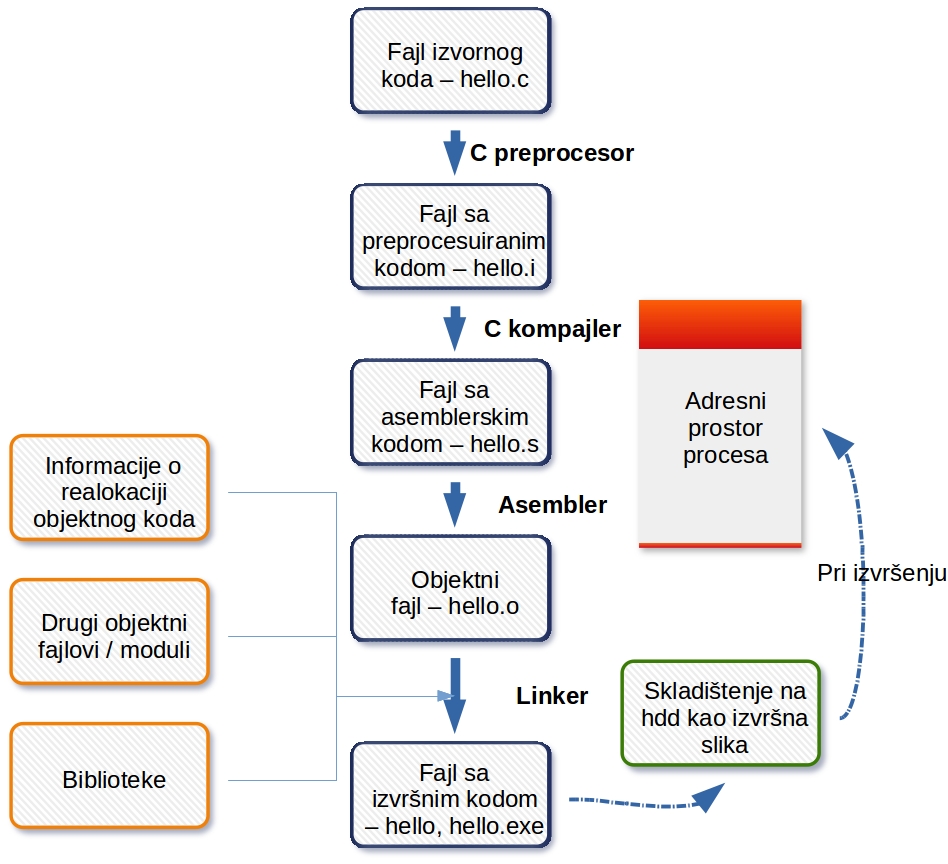 Fajl izvornog
koda – hello.c
C preprocesor
Fajl sa
preprocesuiranim
kodom – hello.i
C kompajler
Fajl sa
asemblerskim
kodom – hello.s
Adresni
prostor
procesa
Informacije o
realokaciji
objektnog koda
Asembler
Objektni
fajl – hello.o
Pri izvršenju
Drugi objektni
fajlovi / moduli
Linker
Skladištenje na
hdd kao izvršna
slika
Biblioteke
Fajl sa
izvršnim kodom
– hello, hello.exe